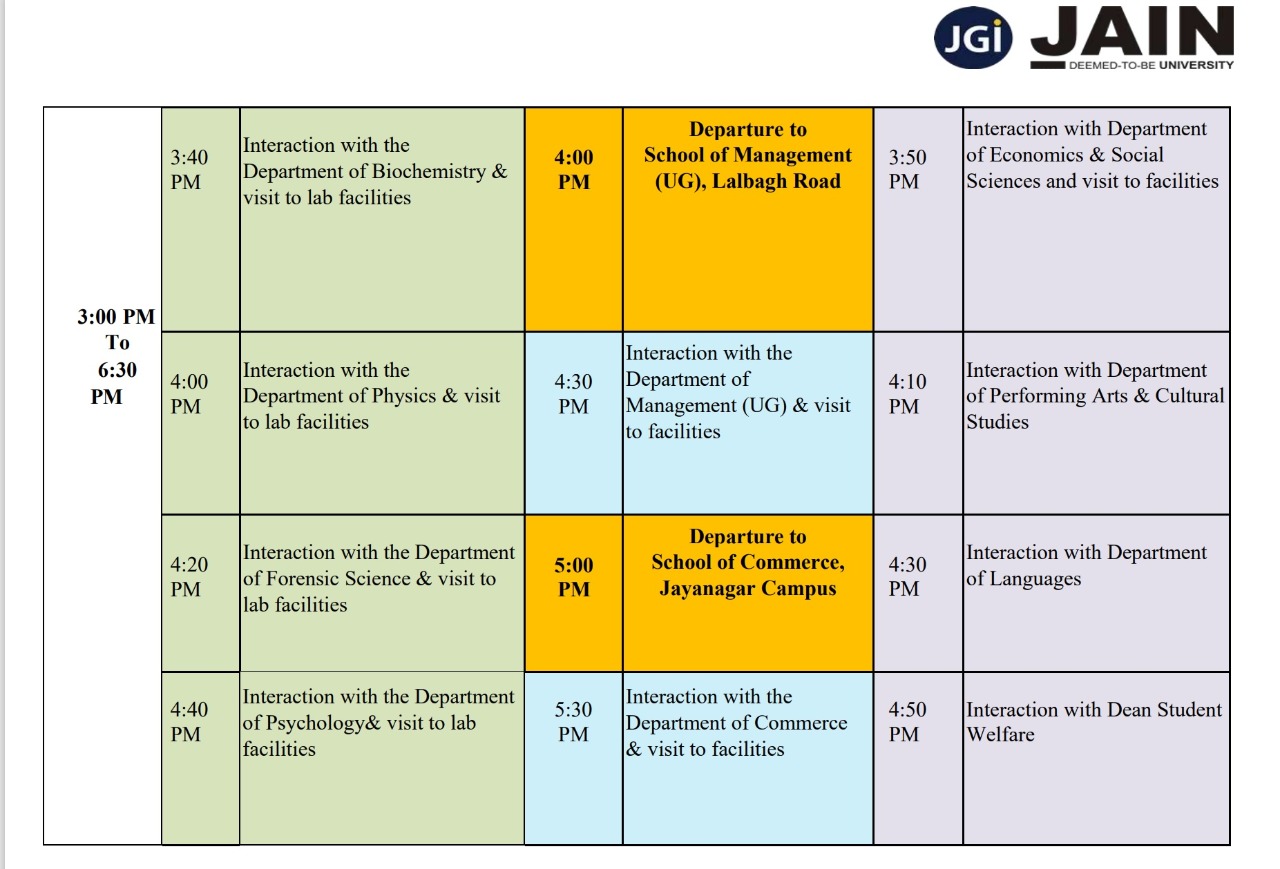 JGi JAIN
DEEMED-TO-BE UNIVERSITY
3:00 PM
To
6:30
PM
3:40
PM
Interaction with the
Department of Biochemistry &
visit to lab facilities
4:00
PM
Departure to
School of Management
(UG), Lalbagh Road
3:50
PM
Interaction with Department
of Economics & Social
Sciences and visit to facilities
4:00
PM
Interaction with the
Department of Physics & visit
to lab facilities
4:30
PM
Interaction with the
Department of
Management (UG) & visit
to facilities
4:10
PM
Interaction with Department
of Performing Arts & Cultural
Studies
4:20
PM
Interaction with the Department
of Forensic Science & visit to
lab facilities
5:00
PM
Departure to
School of Commerce,
Jayanagar Campus
4:30
PM
Interaction with Department
of Languages
4:40
PM
Interaction with the Department
of Psychology& visit to lab
facilities
5:30
PM
Interaction with the
Department of Commerce
& visit to facilities
4:50
PM
Interaction with Dean Student
Welfare